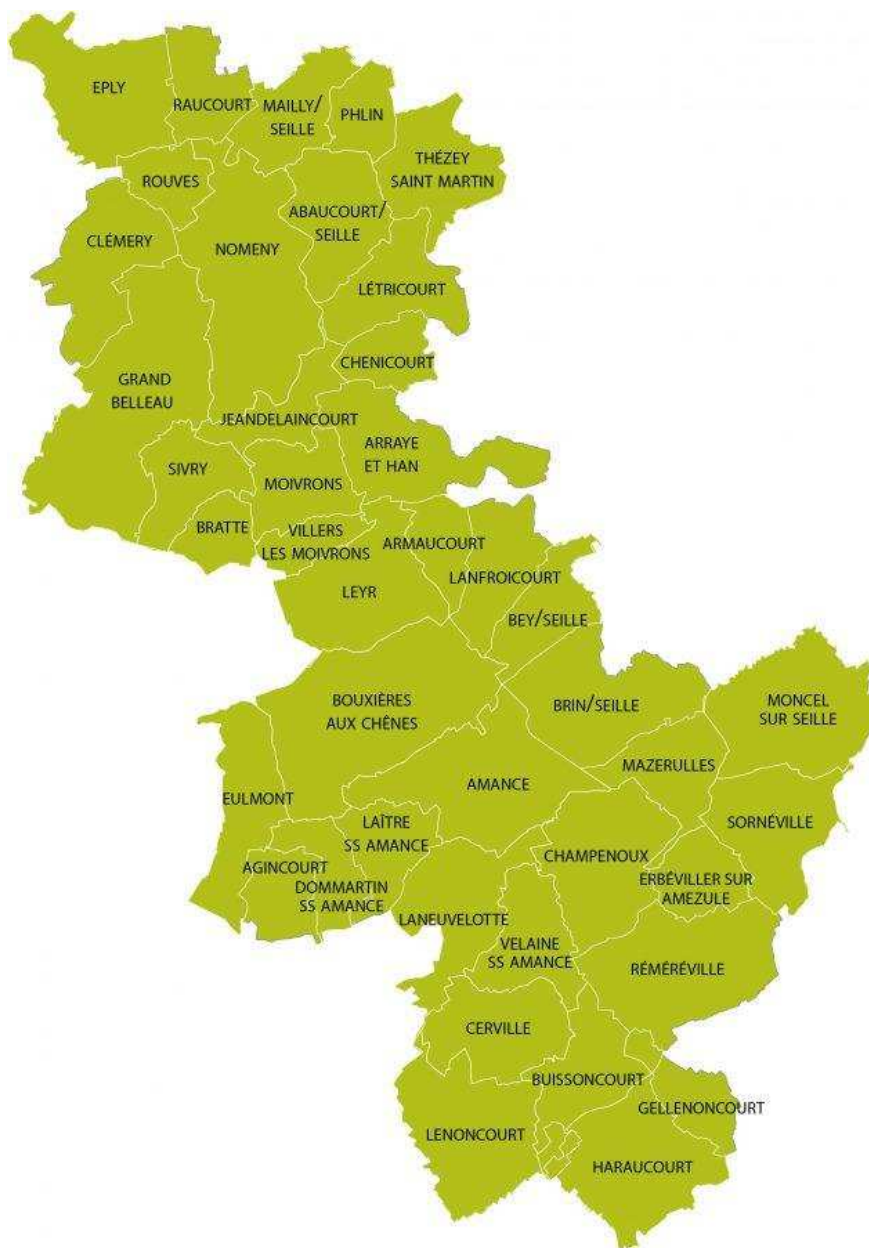 EPLY
RAUCOURT
MAILLY/
SEILLE
PHLIN
THÉZEY
SAINT MARTIN
ROUVES
ABAUCOURT/
SEILLE
CLÉMERY
NOMENY
LÉTRICOURT
CHENICOURT
GRAND
BELLEAU
JEANDELAINCOURT
ARRAYE
ET HAN
SIVRY
MOIVRONS
BRATTE
VILLERS
LES MOIVRONS
ARMAUCOURT
LANFROICOURT
LEYR
BEY/SEILLE
BOUXIÈRES
AUX CHÊNES
BRIN/SEILLE
MONCEL
SUR SEILLE
MAZERULLES
AMANCE
EULMONT
LAÎTRE
SS AMANCE
SORNÉVILLE
CHAMPENOUX
AGINCOURT
DOMMARTIN
SS AMANCE
ERBÉVILLER SUR
AMEZULE
LANEUVELOTTE
VELAINE
SS AMANCE
RÉMÉRÉVILLE
CERVILLE
BUISSONCOURT
GELLENONCOURT
LENONCOURT
HARAUCOURT